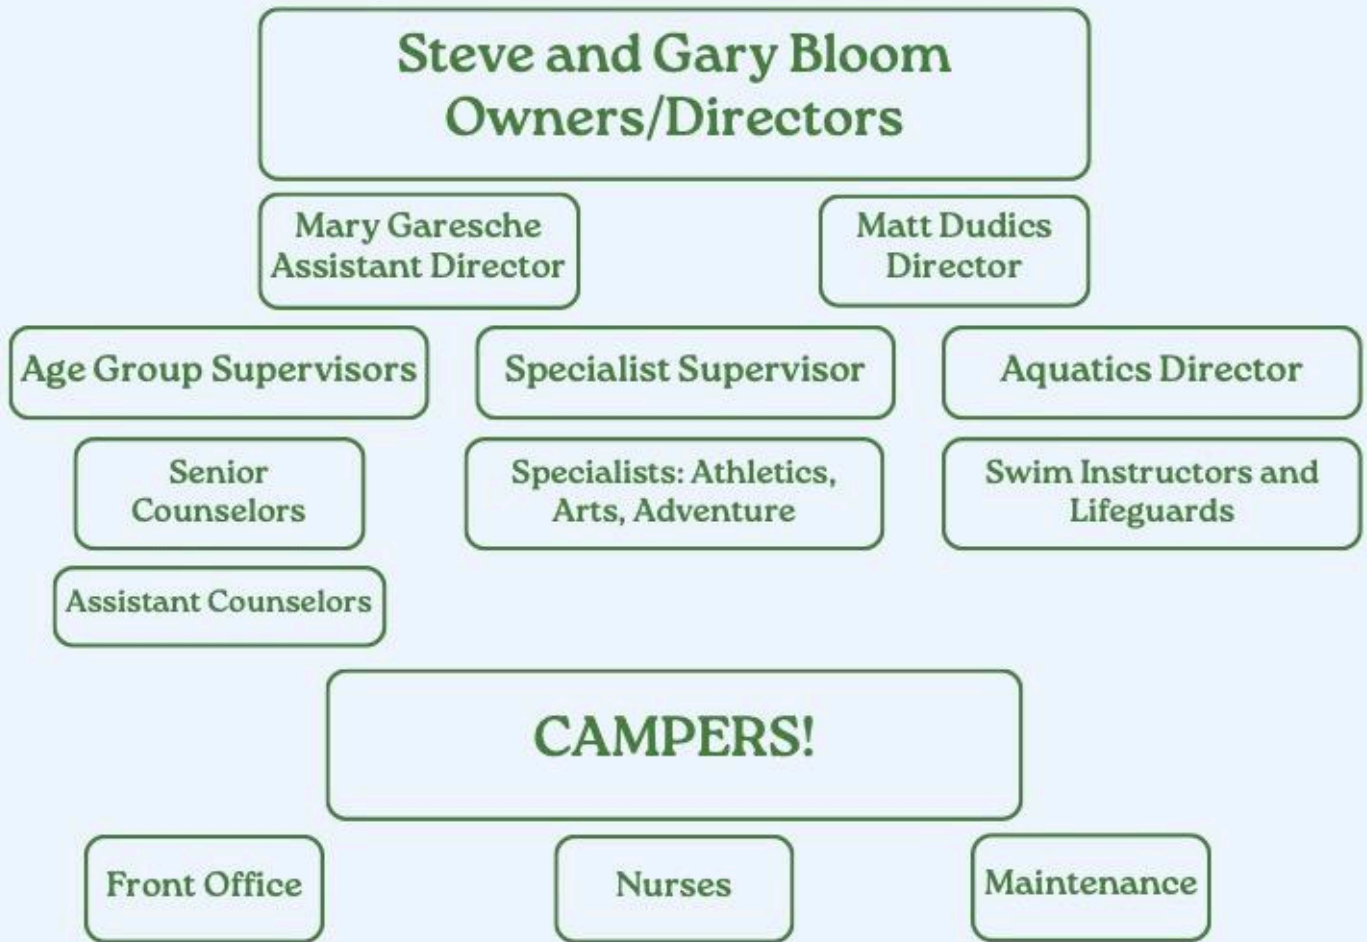 Steve and Gary Bloom
Owners/Directors
Mary Garesche
Assistant Director
Matt Dudics
Director
Age Group Supervisors
Specialist Supervisor
Aquatics Director
Senior
Counselors
Specialists: Athletics,
Arts, Adventure
Swim Instructors and
Lifeguards
Assistant Counselors
CAMPERS!
Front Office
Nurses
Maintenance